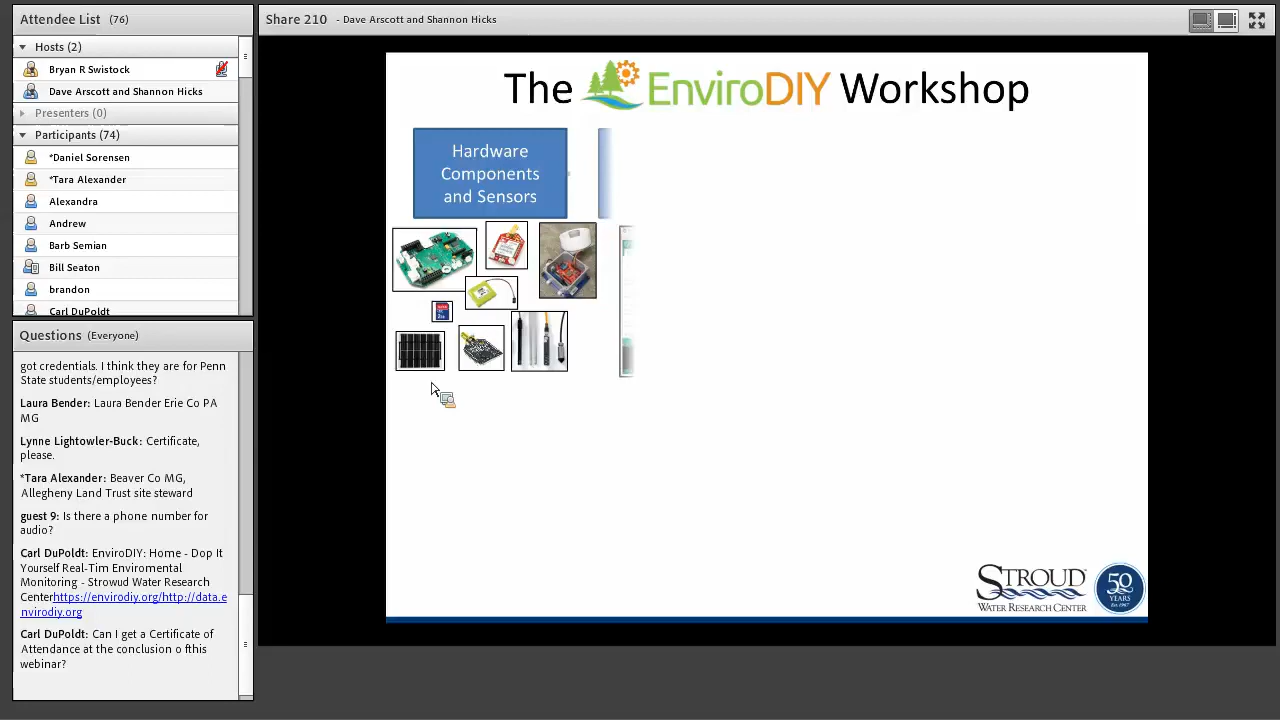 Attendee List (76)
Hosts (2)
Bryan R Swistock
Dave Arscott and Shannon Hicks
Presenters (0)
Participants (74)
*Daniel Sorensen
*Tara Alexander
Alexandra
Andrew
Barb Semian
Bill Seaton
brandon
Carl DuPoldt
Questions (Everyone)
got credentials. I think they are for Penn
State students/employees?
Laura Bender: Laura Bender Erie Co PA
MG
Lynne Lightowler-Buck: Certificate,
please.
*Tara Alexander: Beaver Co MG,
Allegheny Land Trust site steward
guest 9: Is there a phone number for
audio?
Carl DuPoldt: EnviroDIY: Home - Dop It
Yourself Real-Tim Enviromental
Monitoring - Strowud Water Research
Centerhttps://envirodiy.org/http://data.e
nvirodiy.org
Carl DuPoldt: Can I get a Certificate of
Attendance at the conclusion o fthis
webinar?
Share 210 - Dave Arscott and Shannon Hicks
The EnviroDIY Workshop
Hardware
Components
and Sensors
STROUD
WATER RESEARCH CENTER
50
YEARS
Est. 1967